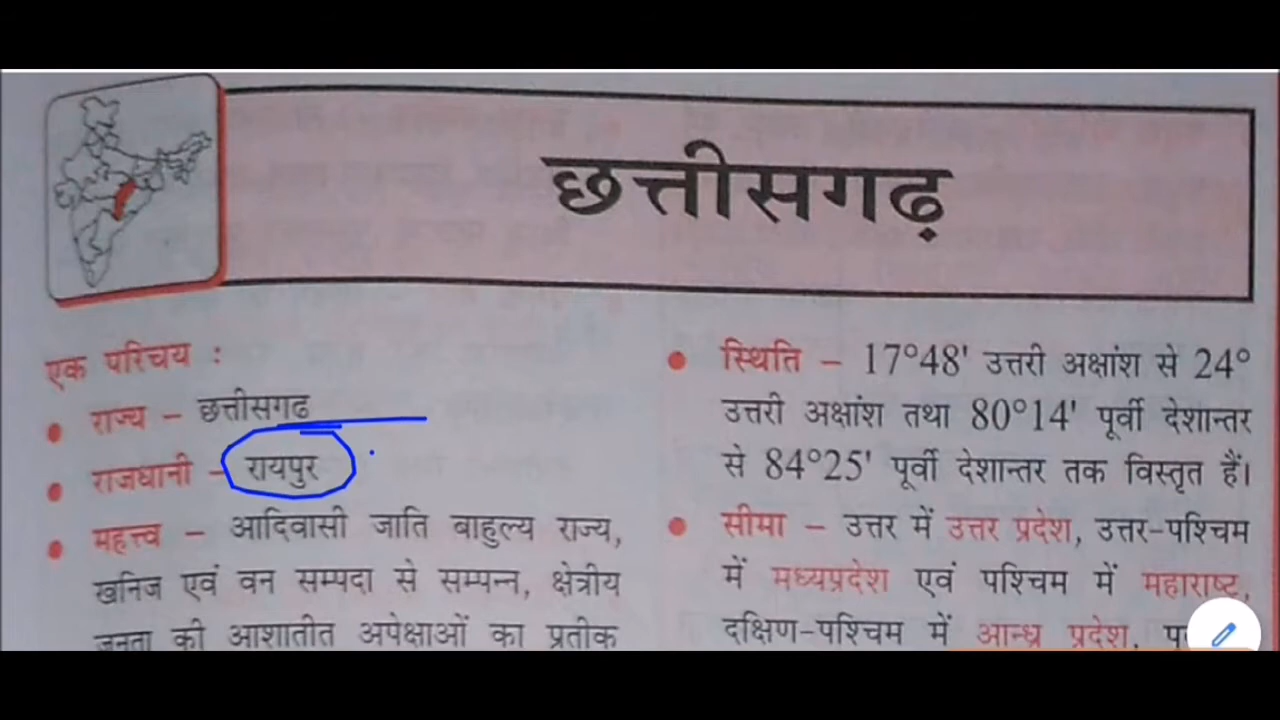 छत्तीसगढ़
एक परिचय :
• राज्य – छत्तीसगढ
• राजधानी – रायपुर
• महत्त्व – आदिवासी जाति बाहुल्य राज्य,
खनिज एवं वन सम्पदा से सम्पन्न, क्षेत्रीय
जनता की आशातीत अपेक्षाओं का प्रतीक
• स्थिति – 17°48' उत्तरी अक्षांश से 24°
उत्तरी अक्षांश तथा 80°14' पूर्वी देशान्तर
से 84°25' पूर्वी देशान्तर तक विस्तृत हैं।
• सीमा – उत्तर में उत्तर प्रदेश, उत्तर-पश्चिम
में मध्यप्रदेश एवं पश्चिम में महाराष्ट्र,
दक्षिण-पश्चिम में आन्ध्र प्रदेश,